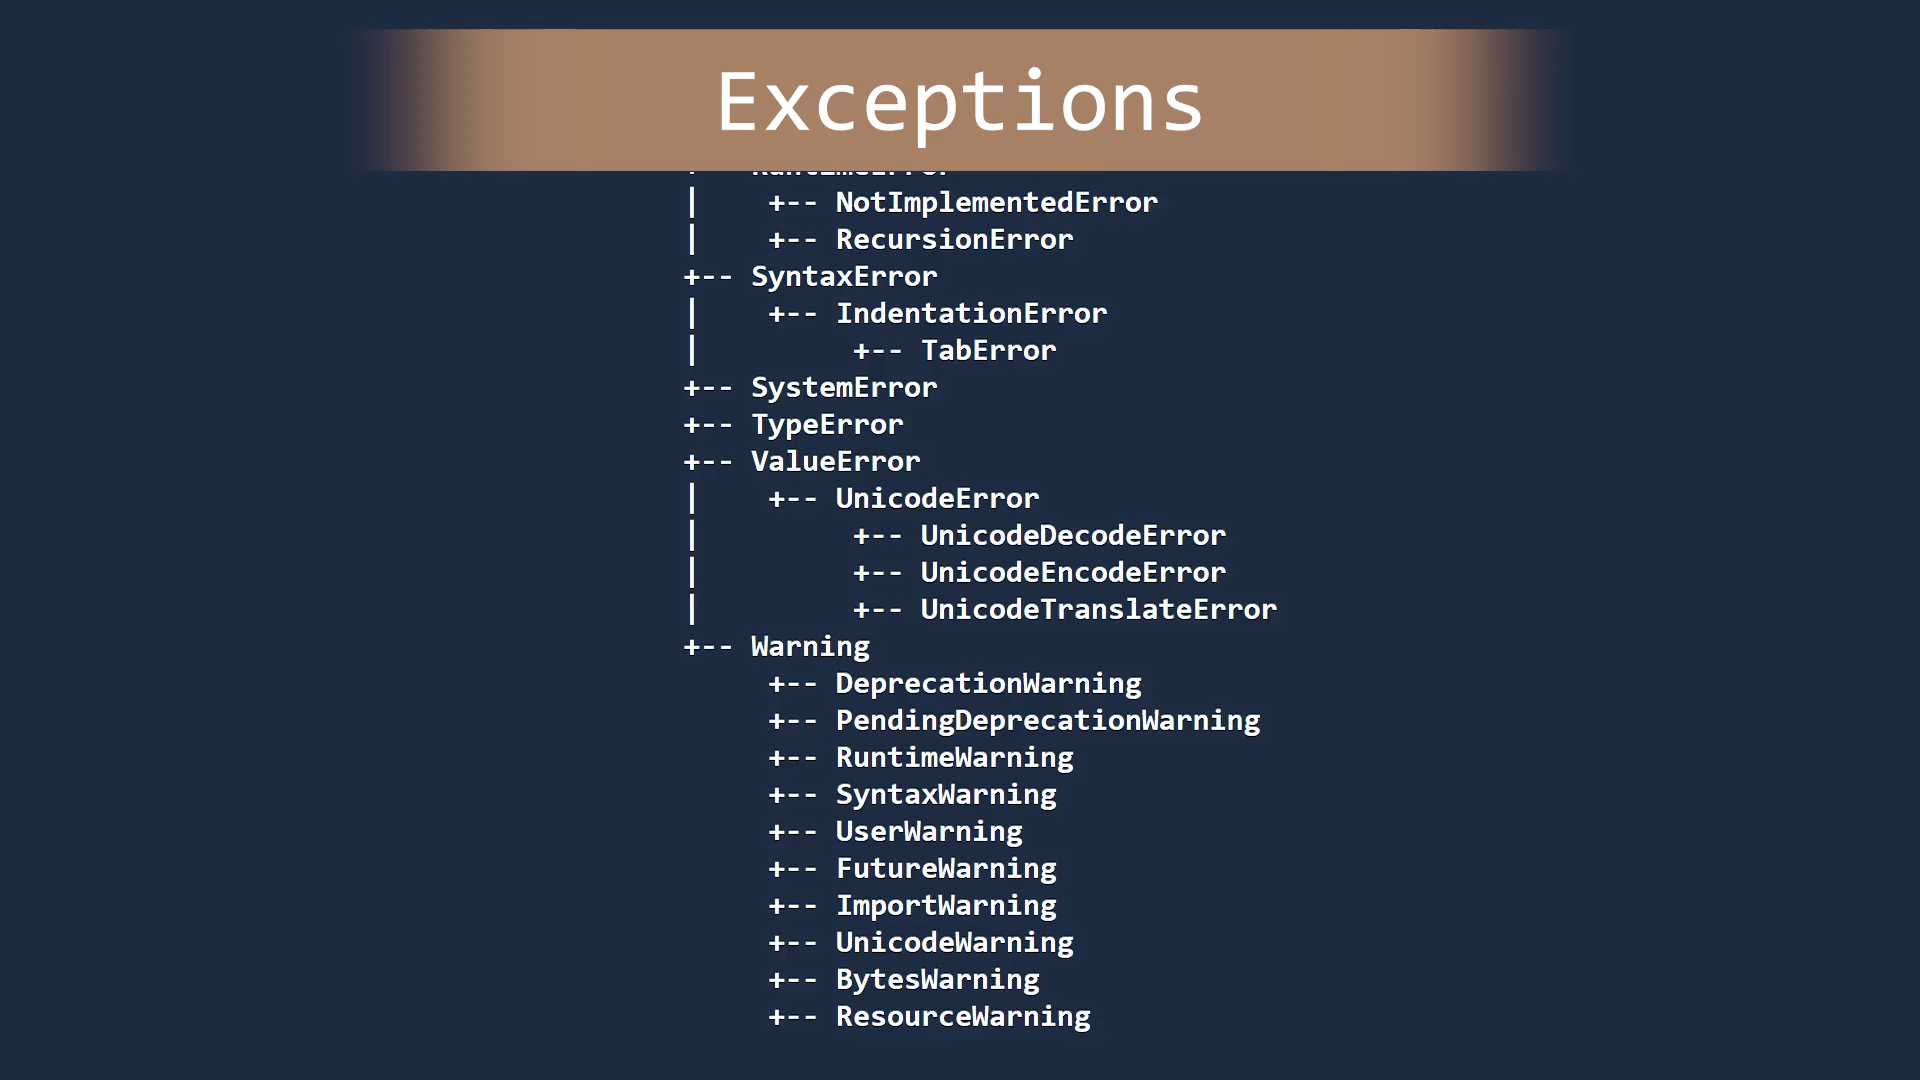 Exceptions
+-- RuntimeError
|    +-- NotImplementedError
|    +-- RecursionError
+-- SyntaxError
|    +-- IndentationError
|         +-- TabError
+-- SystemError
+-- TypeError
+-- ValueError
|    +-- UnicodeError
|         +-- UnicodeDecodeError
|         +-- UnicodeEncodeError
|         +-- UnicodeTranslateError
+-- Warning
     +-- DeprecationWarning
     +-- PendingDeprecationWarning
     +-- RuntimeWarning
     +-- SyntaxWarning
     +-- UserWarning
     +-- FutureWarning
     +-- ImportWarning
     +-- UnicodeWarning
     +-- BytesWarning
     +-- ResourceWarning